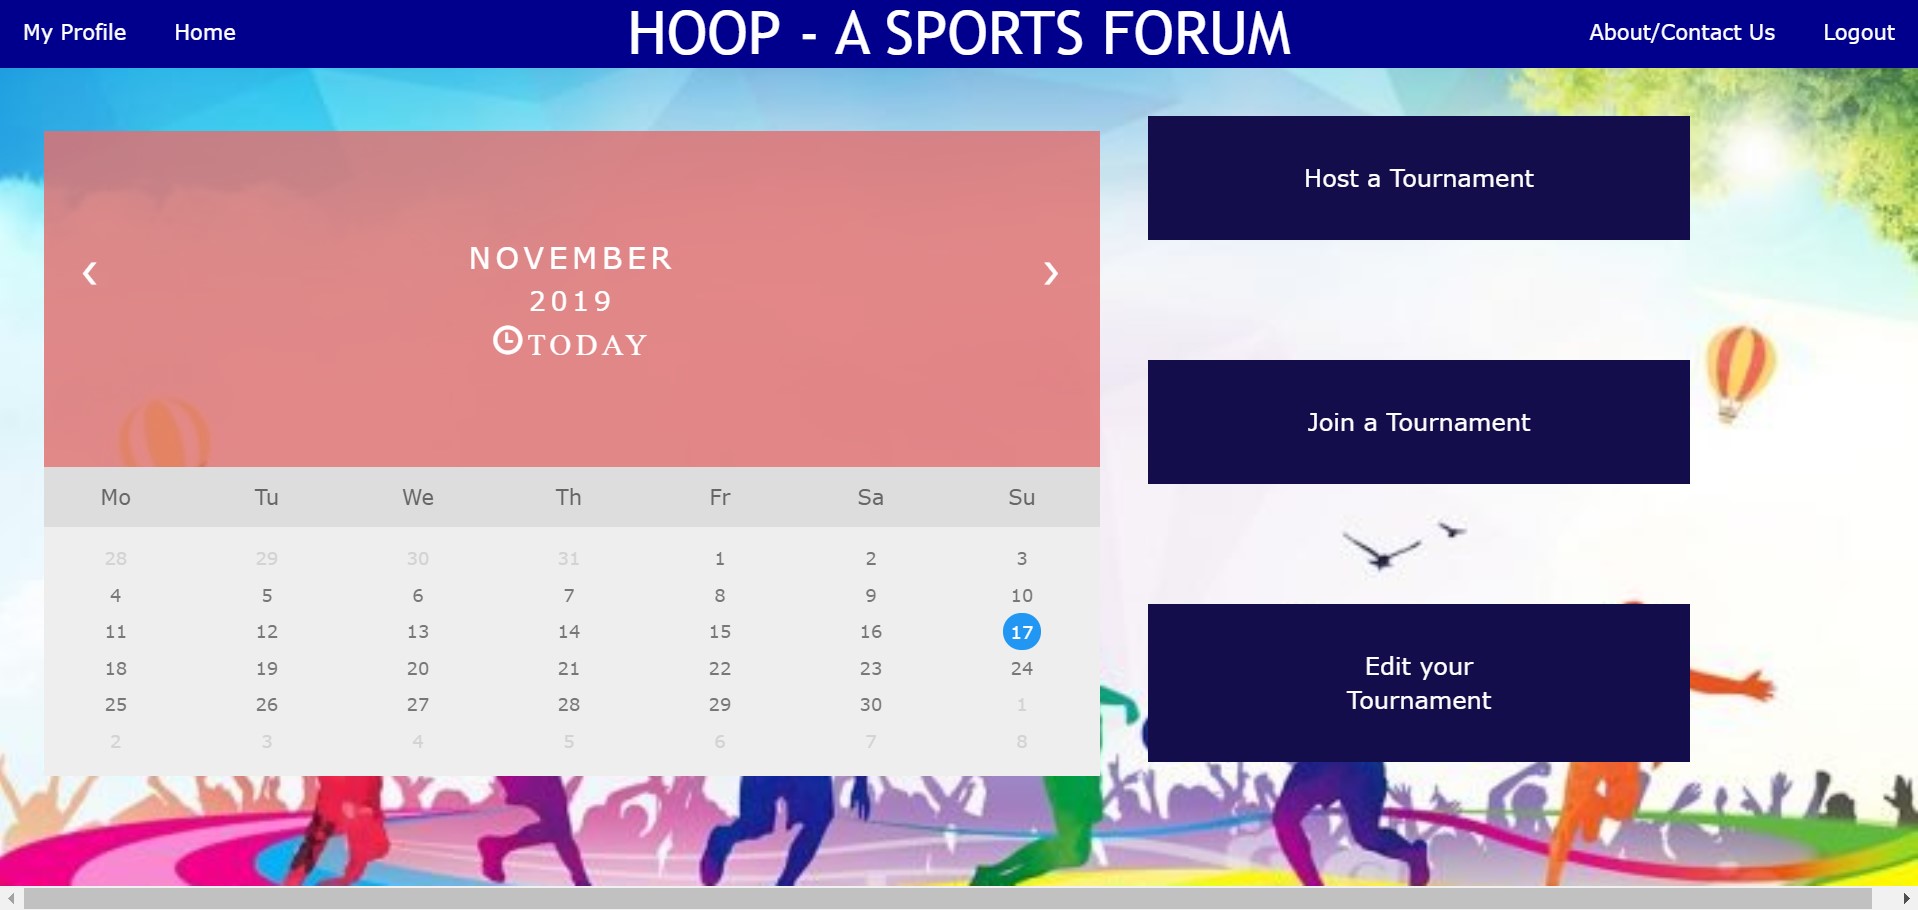 My Profile Home HOOP - A SPORTS FORUM About/Contact Us Logout
❮ ❯
NOVEMBER
2019
TODAY
Mo Tu We Th Fr Sa Su
28 29 30 31 1 2 3
4 5 6 7 8 9 10
11 12 13 14 15 16 17
18 19 20 21 22 23 24
25 26 27 28 29 30 1
2 3 4 5 6 7 8
Host a Tournament
Join a Tournament
Edit your
Tournament